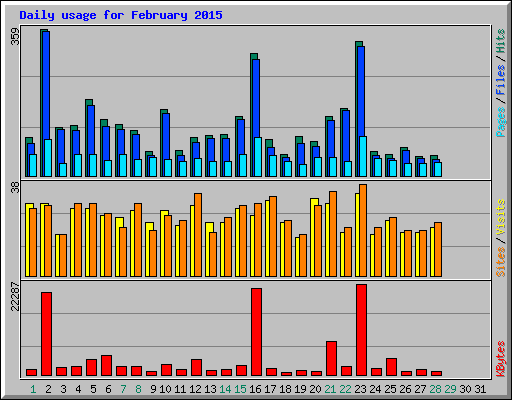 Daily usage for February 2015
359
Pages / Files / Hits
38
Sites / Visits
22287
KBytes
1 2 3 4 5 6 7 8 9 10 11 12 13 14 15 16 17 18 19 20 21 22 23 24 25 26 27 28 29 30 31